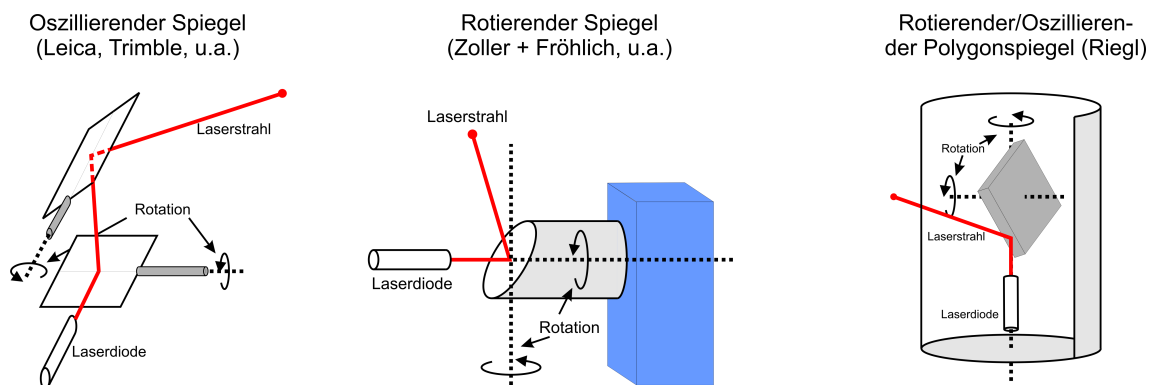 Oszillierender Spiegel
(Leica, Trimble, u.a.)
Laserstrahl
Rotation
Laserdiode
Rotierender Spiegel
(Zoller + Fröhlich, u.a.)
Laserstrahl
Laserdiode
Rotation
Rotierender/Oszillieren-
der Polygonspiegel (Riegl)
Rotation
Laserstrahl
Laserdiode